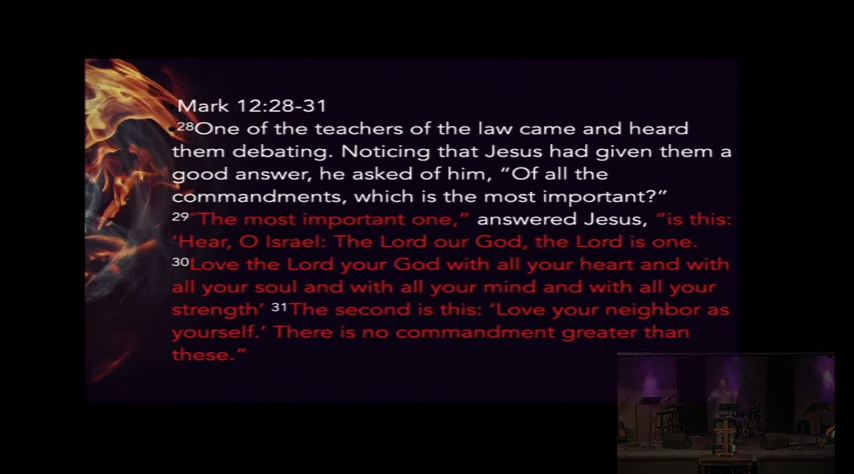 Mark 12:28-31
28One of the teachers of the law came and heard
them debating. Noticing that Jesus had given them a
good answer, he asked of him, “Of all the
commandments, which is the most important?”
29“The most important one,” answered Jesus, “is this:
‘Hear, O Israel: The Lord our God, the Lord is one.
30Love the Lord your God with all your heart and with
all your soul and with all your mind and with all your
strength’ 31The second is this: ‘Love your neighbor as
yourself.’ There is no commandment greater than
these.”